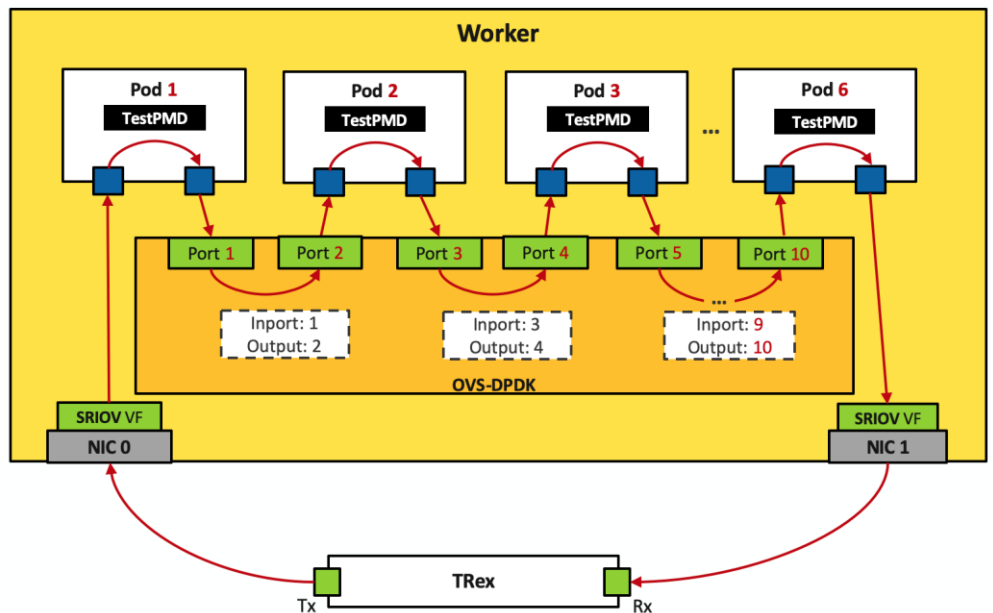 Worker
Pod 1
TestPMD
Pod 2
TestPMD
Pod 3
TestPMD
...
Pod 6
TestPMD
Port 1
Port 2
Port 3
Port 4
Port 5
Port 10
...
Inport: 1
Output: 2
Inport: 3
Output: 4
Inport: 9
Output: 10
OVS-DPDK
SRIOV VF
NIC 0
SRIOV VF
NIC 1
TRex
Tx
Rx